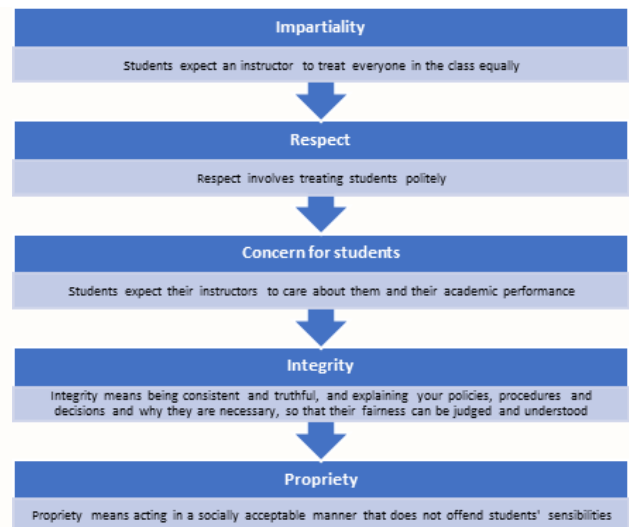 Impartiality
Students expect an instructor to treat everyone in the class equally
Respect
Respect involves treating students politely
Concern for students
Students expect their instructors to care about them and their academic performance
Integrity
Integrity means being consistent and truthful, and explaining your policies, procedures and
decisions and why they are necessary, so that their fairness can be judged and understood
Propriety
Propriety means acting in a socially acceptable manner that does not offend students' sensibilities